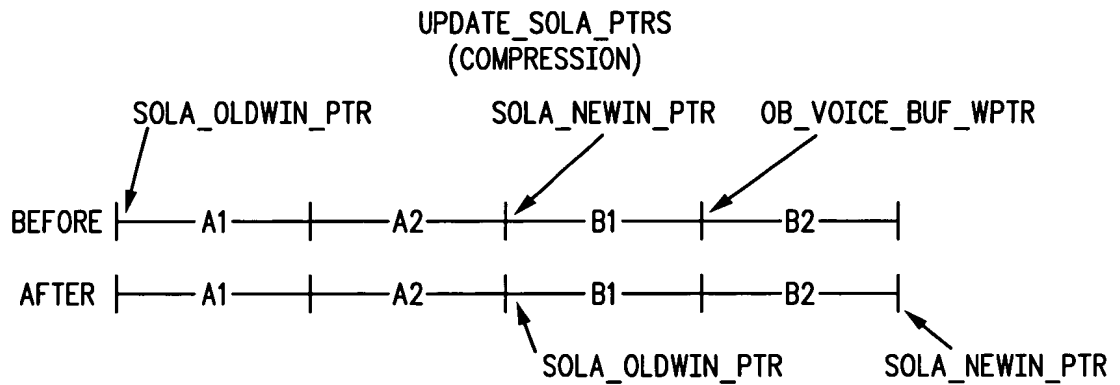 UPDATE_SOLA_PTRS
(COMPRESSION)
SOLA_OLDWIN_PTR SOLA_NEWIN_PTR OB_VOICE_BUF_WPTR
BEFORE A1 A2 B1 B2
AFTER A1 A2 B1 B2
SOLA_OLDWIN_PTR SOLA_NEWIN_PTR